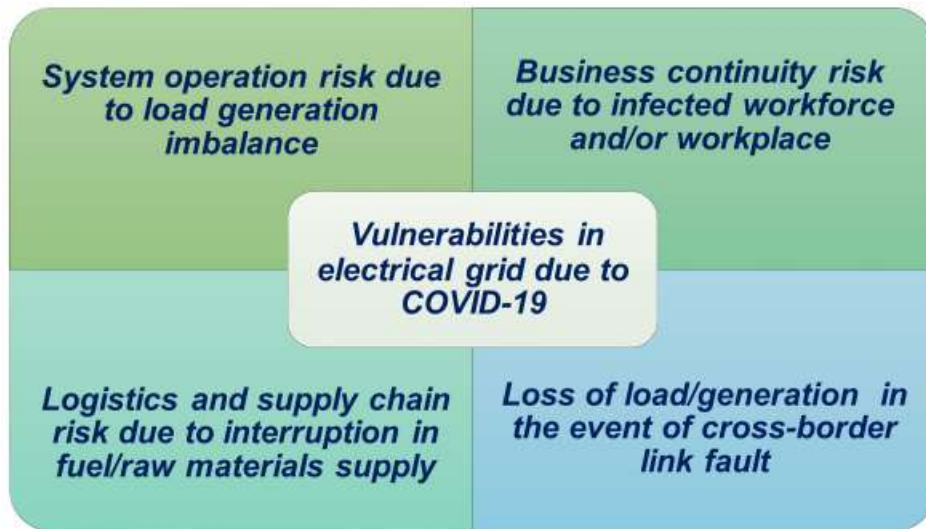 System operation risk due
to load generation
imbalance
Business continuity risk
due to infected workforce
and/or workplace
Vulnerabilities in
electrical grid due to
COVID-19
Logistics and supply chain
risk due to interruption in
fuel/raw materials supply
Loss of load/generation in
the event of cross-border
link fault